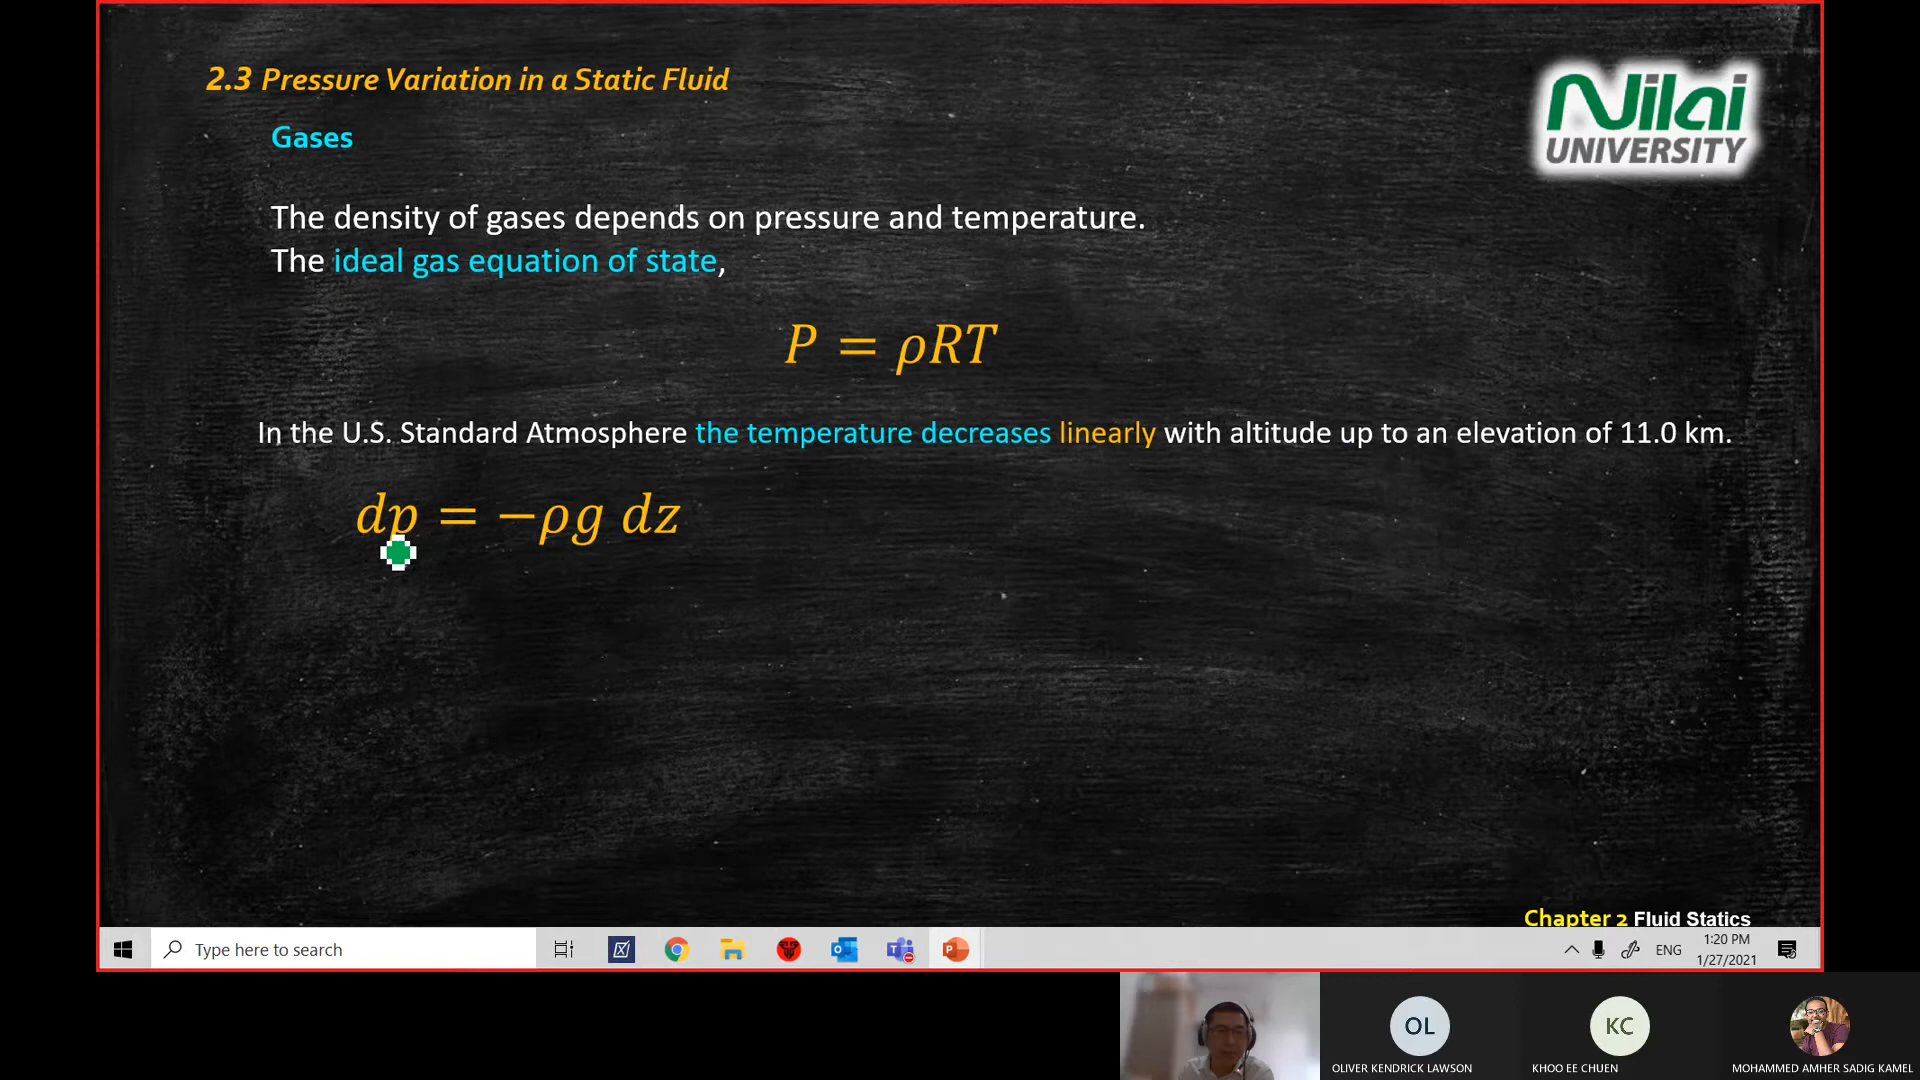 2.3 Pressure Variation in a Static Fluid
Nilai
UNIVERSITY
Gases
The density of gases depends on pressure and temperature.
The ideal gas equation of state,
P = ρRT
In the U.S. Standard Atmosphere the temperature decreases linearly with altitude up to an elevation of 11.0 km.
dp = −ρg dz
Chapter 2 Fluid Statics
Type here to search
ENG
1:20 PM
1/27/2021
OL
KC
OLIVER KENDRICK LAWSON
KHOO EE CHUEN
MOHAMMED AMHER SADIG KAMEL